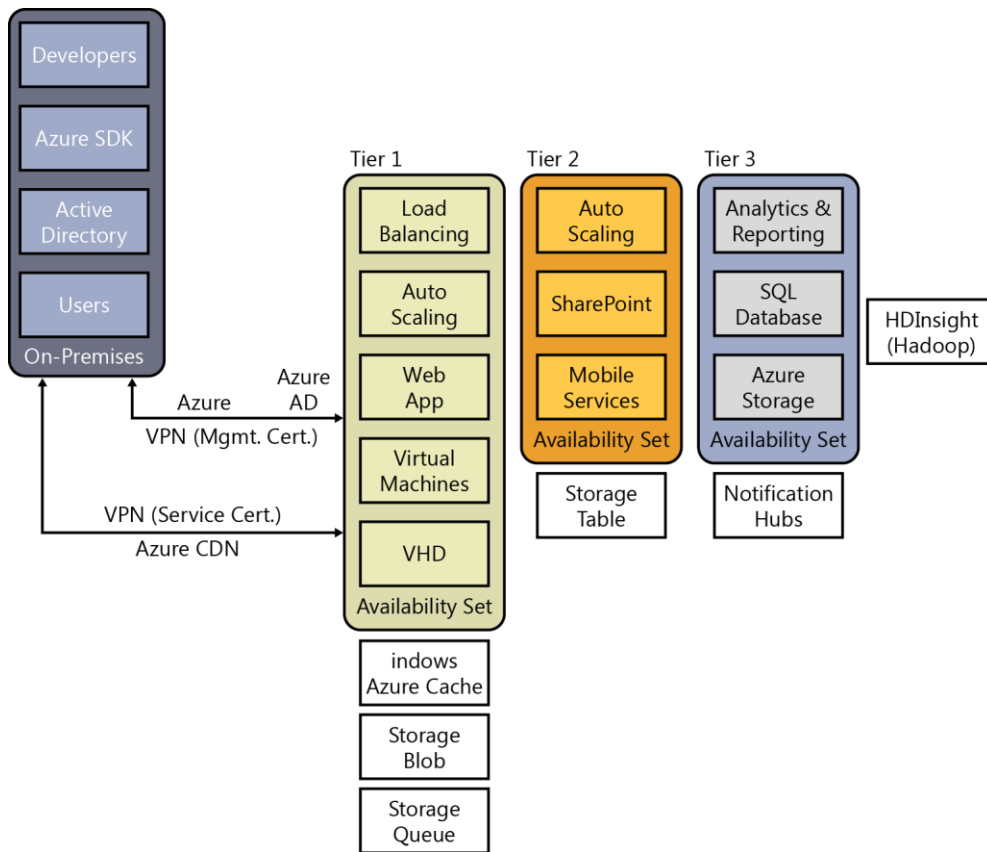 Developers
Azure SDK
Active
Directory
Users
On-Premises
Azure
Azure
AD
VPN (Mgmt. Cert.)
VPN (Service Cert.)
Azure CDN
Tier 1
Load
Balancing
Auto
Scaling
Web
App
Virtual
Machines
VHD
Availability Set
indows
Azure Cache
Storage
Blob
Storage
Queue
Tier 2
Auto
Scaling
SharePoint
Mobile
Services
Availability Set
Storage
Table
Tier 3
Analytics &
Reporting
SQL
Database
Azure
Storage
Availability Set
Notification
Hubs
HDInsight
(Hadoop)